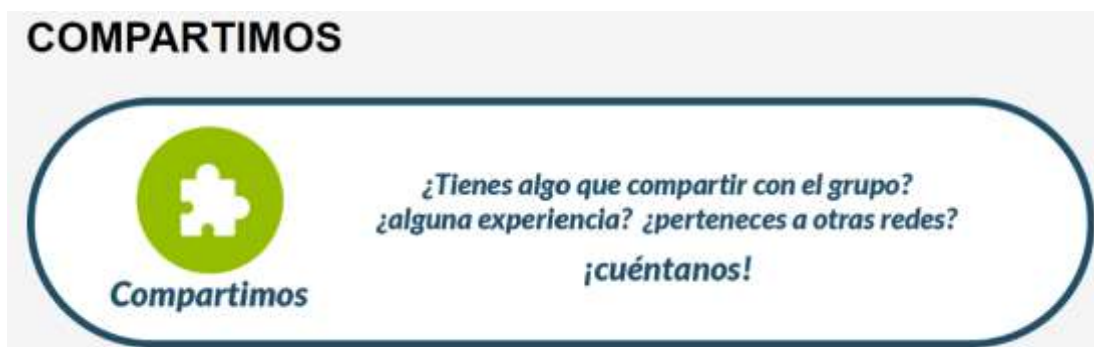 COMPARTIMOS
¿Tienes algo que compartir con el grupo?
¿alguna experiencia? ¿perteneces a otras redes?
¡cuéntanos!
Compartimos